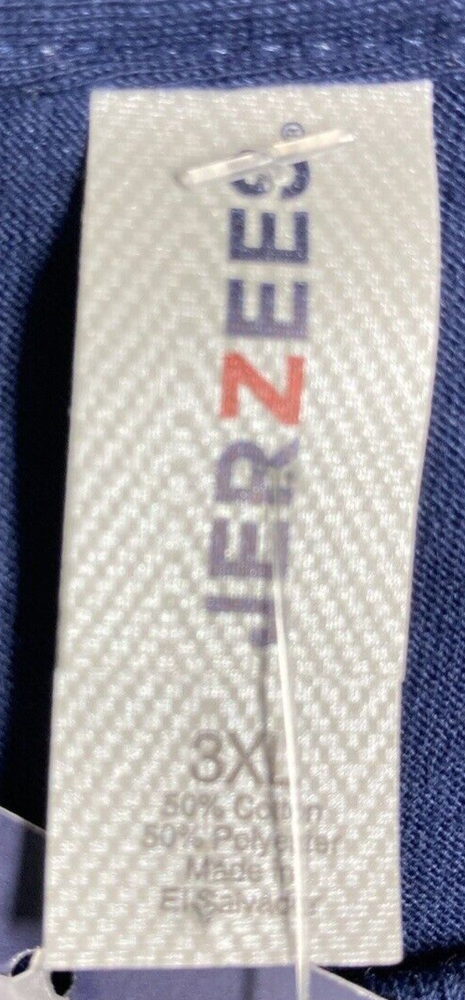 JERZEES®
3XL
50% Cotton
50% Polyester
Made in
El Salvador